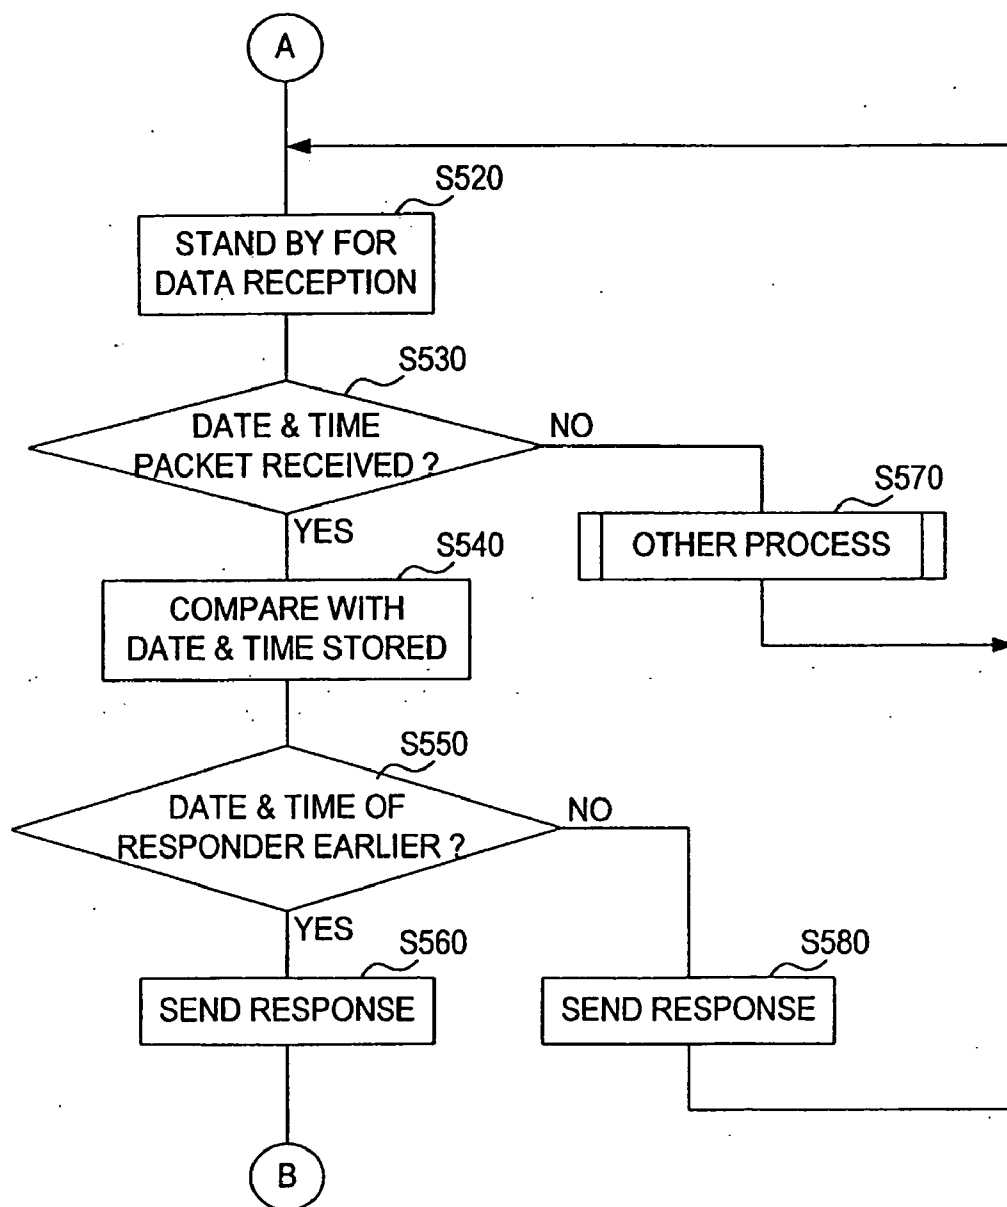 A
S520
STAND BY FOR
DATA RECEPTION
S530
DATE & TIME
PACKET RECEIVED ?
NO
YES
S570
OTHER PROCESS
S540
COMPARE WITH
DATE & TIME STORED
S550
DATE & TIME OF
RESPONDER EARLIER ?
NO
YES
S560
SEND RESPONSE
S580
SEND RESPONSE
B